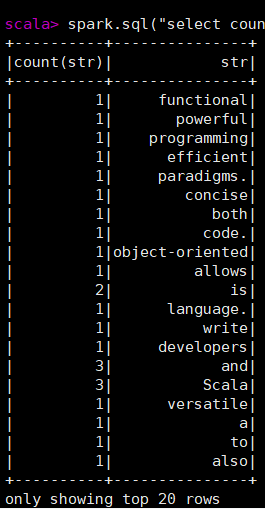 scala> spark.sql("select coun
+----------+---------------+
|count(str)|            str|
+----------+---------------+
|         1|     functional|
|         1|       powerful|
|         1|    programming|
|         1|      efficient|
|         1|     paradigms.|
|         1|        concise|
|         1|           both|
|         1|          code.|
|         1|object-oriented|
|         1|         allows|
|         2|             is|
|         1|      language.|
|         1|          write|
|         1|     developers|
|         3|            and|
|         3|          Scala|
|         1|      versatile|
|         1|              a|
|         1|             to|
|         1|           also|
+----------+---------------+
only showing top 20 rows